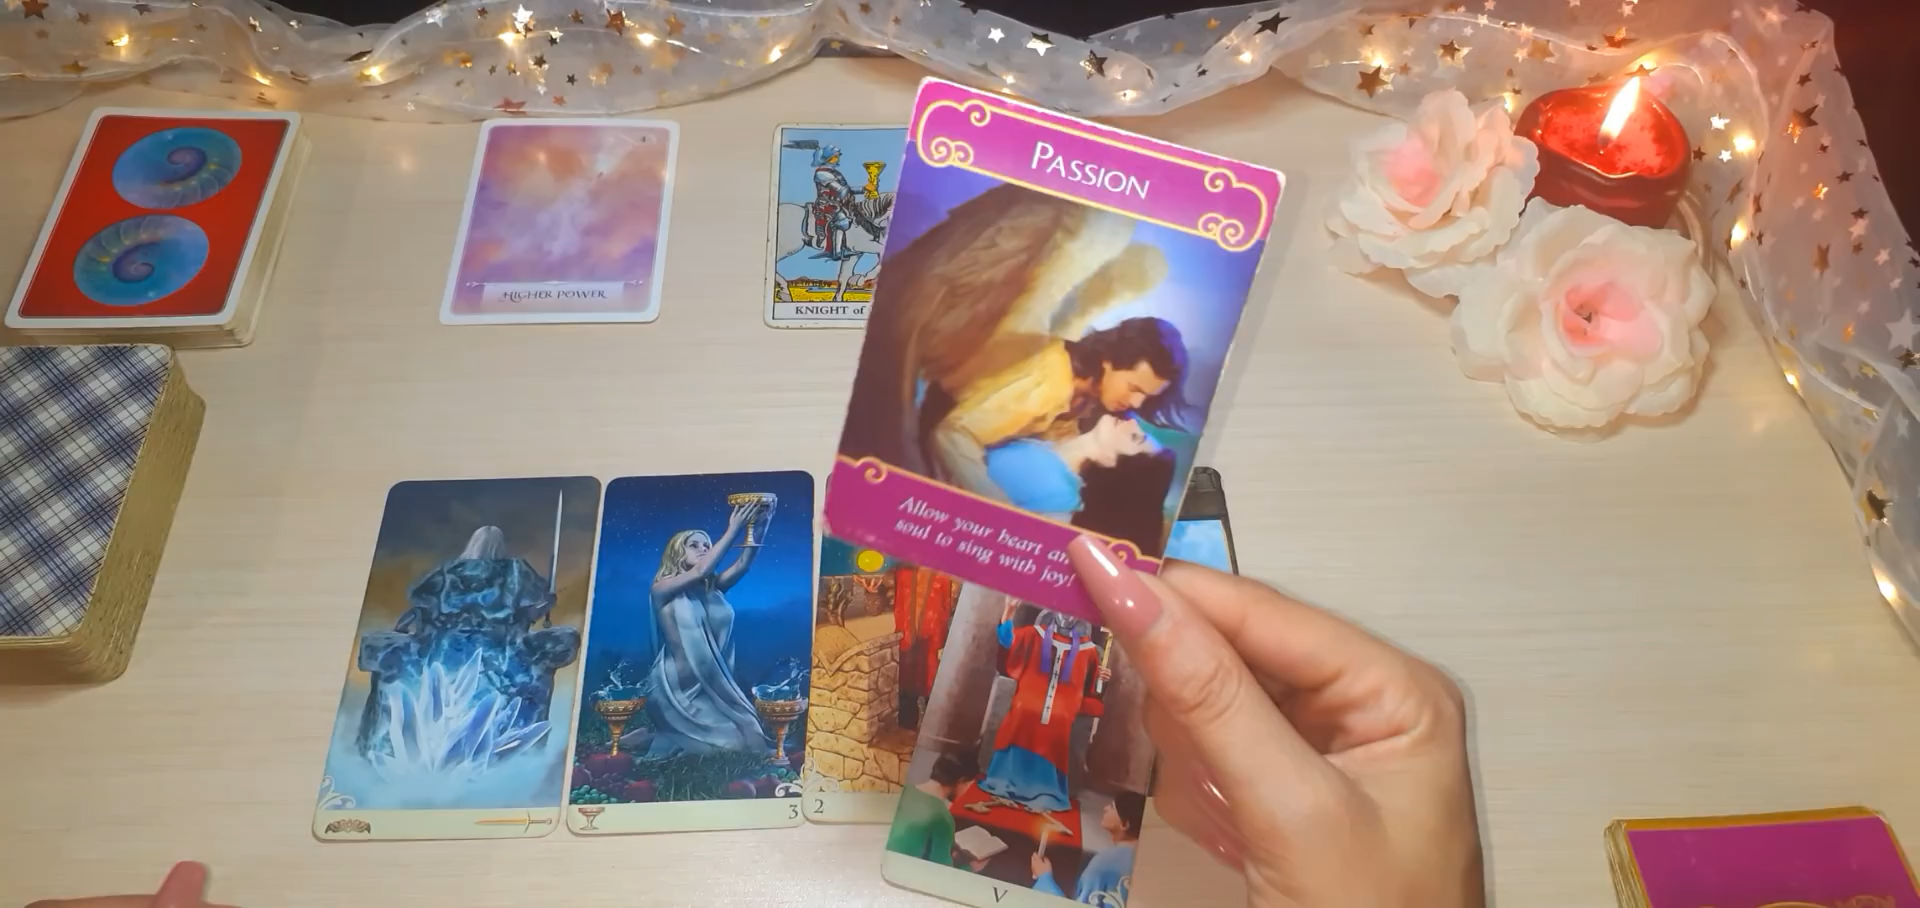 PASSION
HIGHER POWER
KNIGHT of
Allow your heart an
soul to sing with joy!
3
2
V